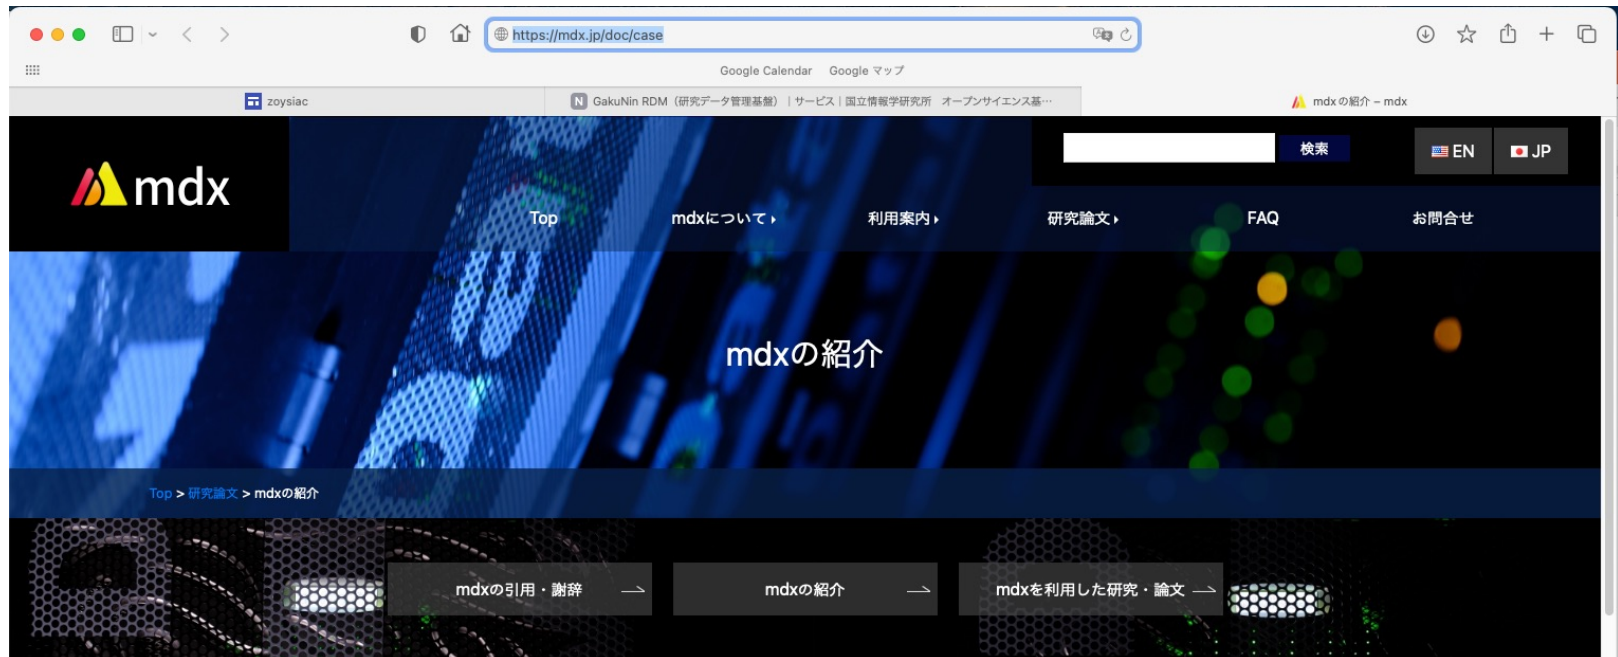 https://mdx.jp/doc/case
Google Calendar Google マップ
zoysiac
N GakuNin RDM（研究データ管理基盤）｜サービス｜国立情報学研究所　オープンサイエンス基…
mdx の紹介 – mdx
mdx
検索
EN
JP
Top
mdxについて
利用案内
研究論文
FAQ
お問合せ
mdxの紹介
Top > 研究論文 > mdxの紹介
mdxの引用・謝辞
mdxの紹介
mdxを利用した研究・論文